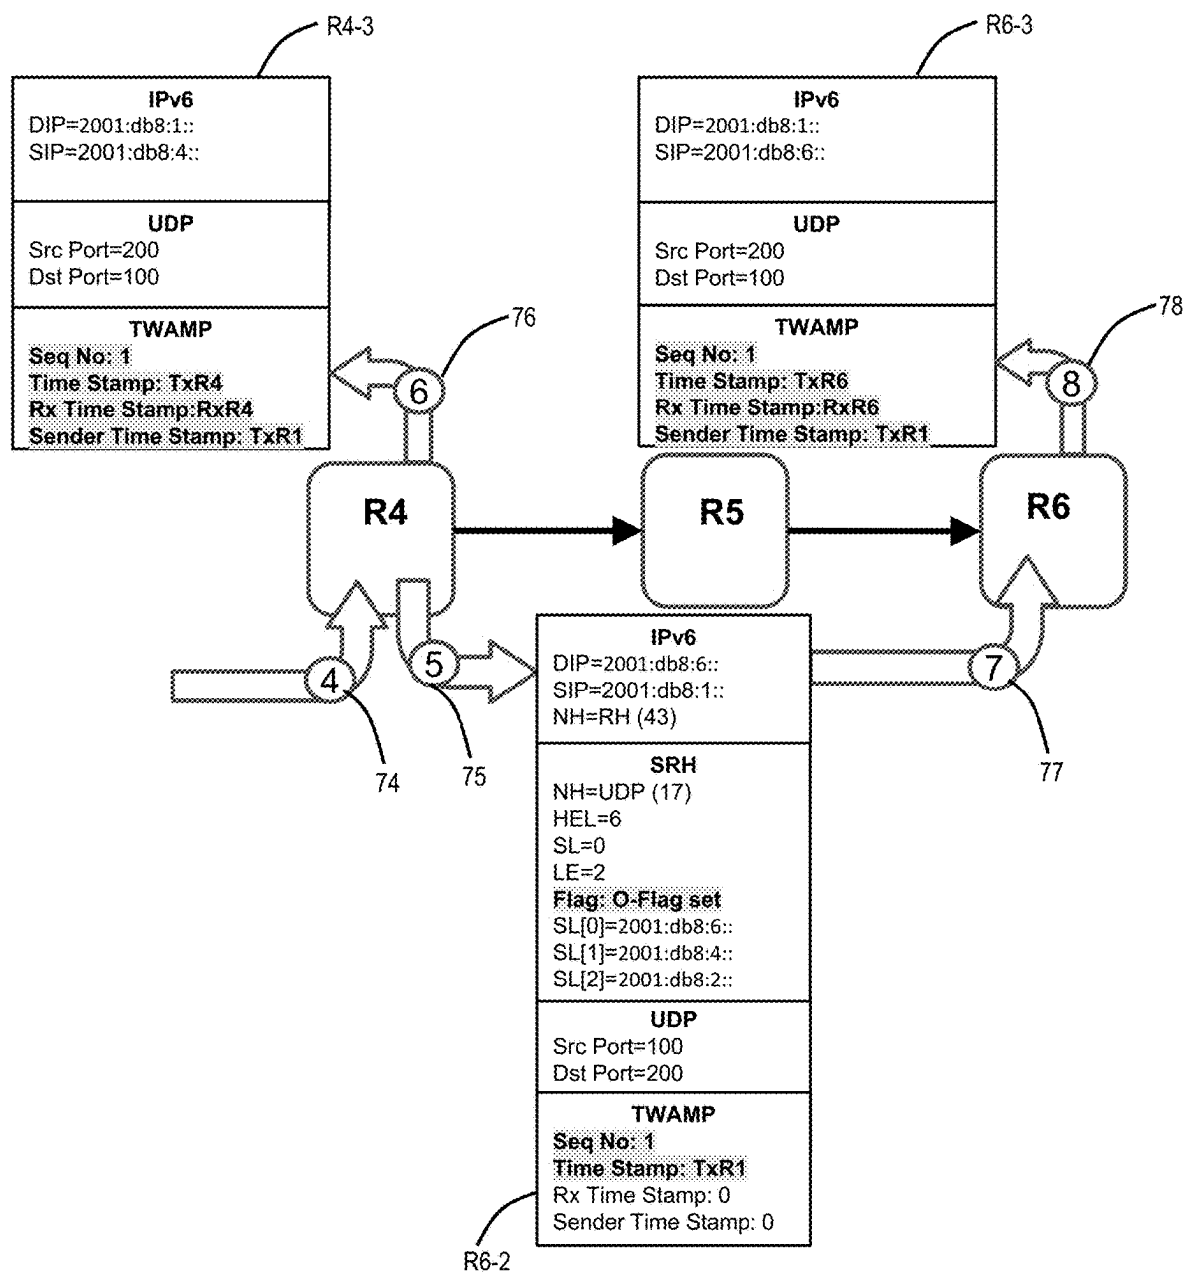 R4-3
IPv6
DIP=2001:db8:1::
SIP=2001:db8:4::
UDP
Src Port=200
Dst Port=100
TWAMP
Seq No: 1
Time Stamp: TxR4
Rx Time Stamp:RxR4
Sender Time Stamp: TxR1
R6-3
IPv6
DIP=2001:db8:1::
SIP=2001:db8:6::
UDP
Src Port=200
Dst Port=100
TWAMP
Seq No: 1
Time Stamp: TxR6
Rx Time Stamp:RxR6
Sender Time Stamp: TxR1
76
6
78
8
R4
R5
R6
4
74
5
75
7
77
IPv6
DIP=2001:db8:6::
SIP=2001:db8:1::
NH=RH (43)
SRH
NH=UDP (17)
HEL=6
SL=0
LE=2
Flag: O-Flag set
SL[0]=2001:db8:6::
SL[1]=2001:db8:4::
SL[2]=2001:db8:2::
UDP
Src Port=100
Dst Port=200
TWAMP
Seq No: 1
Time Stamp: TxR1
Rx Time Stamp: 0
Sender Time Stamp: 0
R6-2